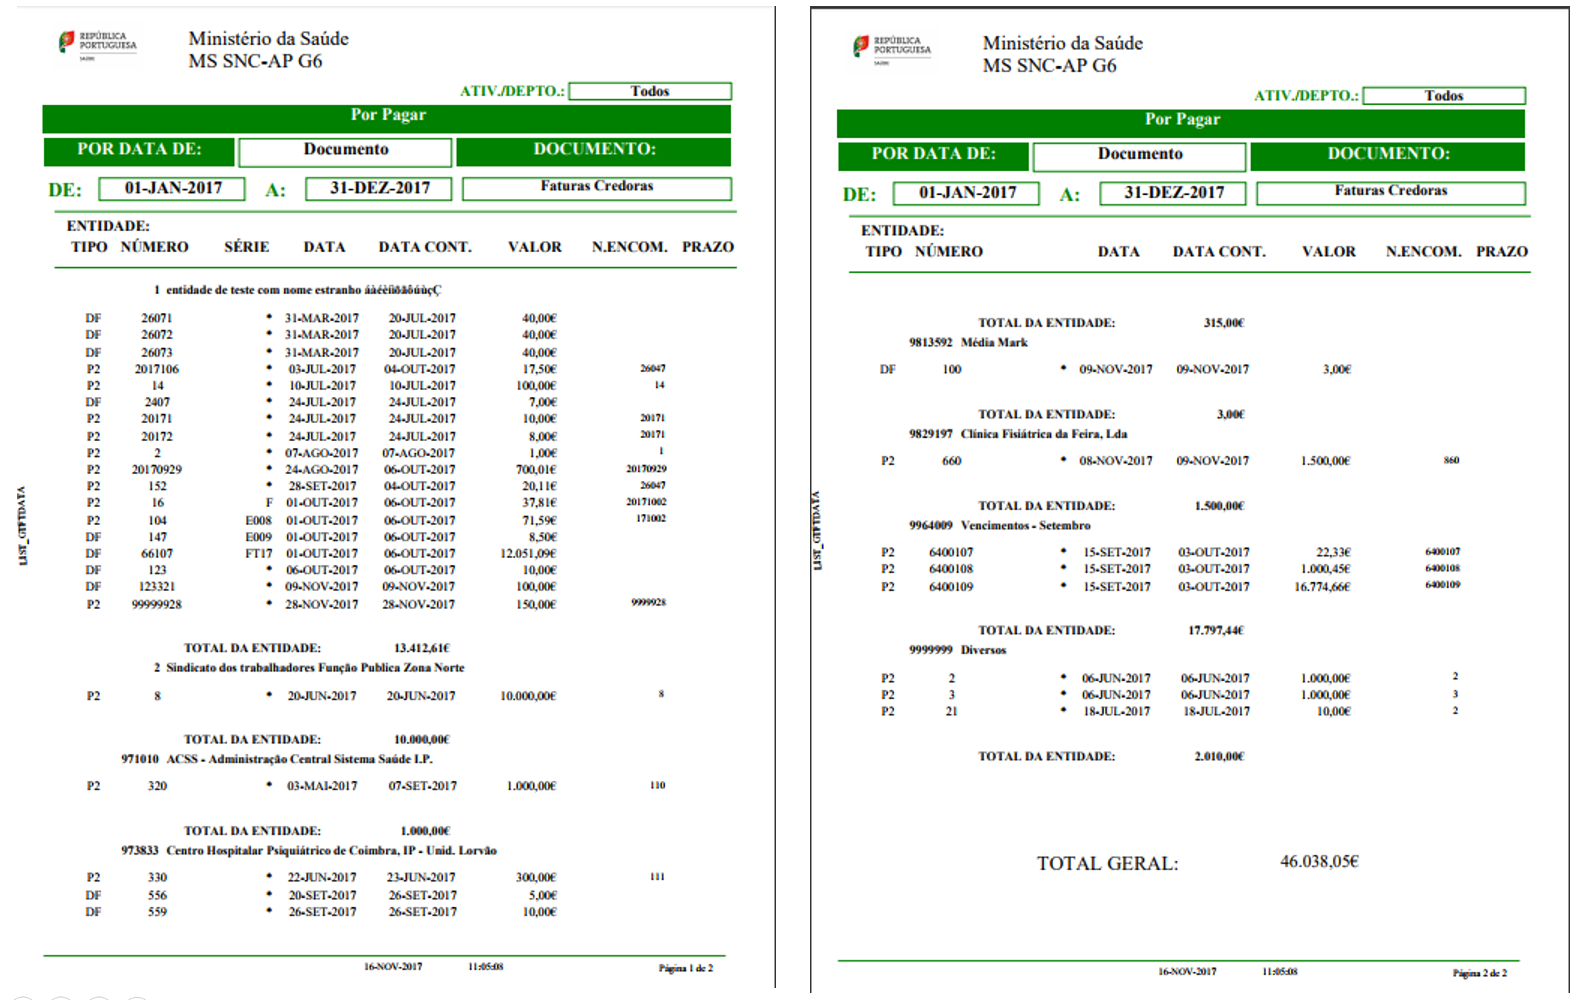 REPÚBLICA
PORTUGUESA
SAÚDE
Ministério da Saúde
MS SNC-AP G6
ATIV./DEPTO.: Todos
Por Pagar
POR DATA DE: Documento DOCUMENTO:
DE: 01-JAN-2017 A: 31-DEZ-2017 Faturas Credoras
ENTIDADE:
TIPO NÚMERO SÉRIE DATA DATA CONT. VALOR N.ENCOM. PRAZO
1 entidade de teste com nome estranho
DF 26071 * 31-MAR-2017 20-JUL-2017 40,00€
DF 26072 * 31-MAR-2017 20-JUL-2017 40,00€
DF 26073 * 31-MAR-2017 20-JUL-2017 40,00€
P2 2017106 * 03-JUL-2017 04-OUT-2017 17,50€ 26047
P2 14 * 10-JUL-2017 10-JUL-2017 100,00€ 14
DF 2407 * 24-JUL-2017 24-JUL-2017 7,00€
P2 20171 * 24-JUL-2017 24-JUL-2017 10,00€ 20171
P2 20172 * 24-JUL-2017 24-JUL-2017 8,00€ 20171
P2 2 * 07-AGO-2017 07-AGO-2017 1,00€ 1
P2 20170929 * 24-AGO-2017 06-OUT-2017 700,01€ 20170929
P2 152 * 28-SET-2017 04-OUT-2017 20,11€ 26047
P2 16 F 01-OUT-2017 06-OUT-2017 37,81€ 20171002
P2 104 E008 01-OUT-2017 06-OUT-2017 71,59€ 171002
DF 147 E009 01-OUT-2017 06-OUT-2017 8,50€
DF 66107 FT17 01-OUT-2017 06-OUT-2017 12.051,09€
DF 123 * 06-OUT-2017 06-OUT-2017 10,00€
DF 123321 * 09-NOV-2017 09-NOV-2017 100,00€
P2 99999928 * 28-NOV-2017 28-NOV-2017 150,00€ 9999928
TOTAL DA ENTIDADE: 13.412,61€
2 Sindicato dos trabalhadores Função Publica Zona Norte
P2 8 * 20-JUN-2017 20-JUN-2017 10.000,00€ 8
TOTAL DA ENTIDADE: 10.000,00€
971010 ACSS - Administração Central Sistema Saúde I.P.
P2 320 * 03-MAI-2017 07-SET-2017 1.000,00€ 110
TOTAL DA ENTIDADE: 1.000,00€
973833 Centro Hospitalar Psiquiátrico de Coimbra, IP - Unid. Lorvão
P2 330 * 22-JUN-2017 23-JUN-2017 300,00€ 111
DF 556 * 20-SET-2017 26-SET-2017 5,00€
DF 559 * 26-SET-2017 26-SET-2017 10,00€
LIST_GTFTDATA
16-NOV-2017 11:05:08 Página 1 de 2
REPÚBLICA
PORTUGUESA
SAÚDE
Ministério da Saúde
MS SNC-AP G6
ATIV./DEPTO.: Todos
Por Pagar
POR DATA DE: Documento DOCUMENTO:
DE: 01-JAN-2017 A: 31-DEZ-2017 Faturas Credoras
ENTIDADE:
TIPO NÚMERO DATA DATA CONT. VALOR N.ENCOM. PRAZO
TOTAL DA ENTIDADE: 315,00€
9813592 Média Mark
DF 100 * 09-NOV-2017 09-NOV-2017 3,00€
TOTAL DA ENTIDADE: 3,00€
9829197 Clínica Fisiátrica da Feira, Lda
P2 660 * 08-NOV-2017 09-NOV-2017 1.500,00€ 860
TOTAL DA ENTIDADE: 1.500,00€
9964009 Vencimentos - Setembro
P2 6400107 * 15-SET-2017 03-OUT-2017 22,33€ 6400107
P2 6400108 * 15-SET-2017 03-OUT-2017 1.000,45€ 6400108
P2 6400109 * 15-SET-2017 03-OUT-2017 16.774,66€ 6400109
TOTAL DA ENTIDADE: 17.797,44€
9999999 Diversos
P2 2 * 06-JUN-2017 06-JUN-2017 1.000,00€ 2
P2 3 * 06-JUN-2017 06-JUN-2017 1.000,00€ 3
P2 21 * 18-JUL-2017 18-JUL-2017 10,00€ 2
TOTAL DA ENTIDADE: 2.010,00€
TOTAL GERAL: 46.038,05€
LIST_GTFTDATA
16-NOV-2017 11:05:08 Página 2 de 2